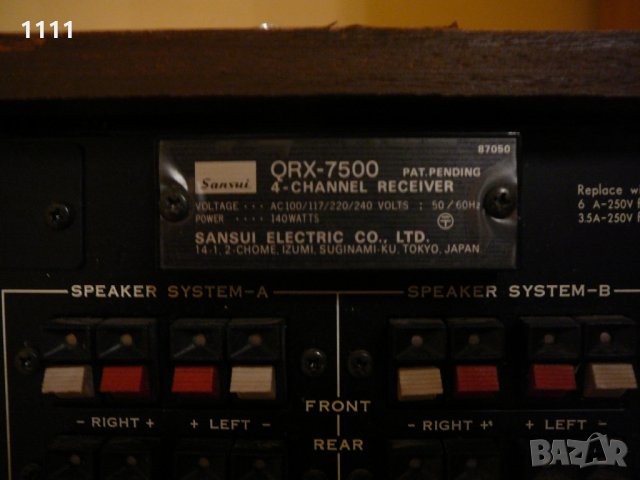 1111
87050
Sansui QRX-7500 PAT. PENDING
4-CHANNEL RECEIVER
VOLTAGE ··· AC100/117/220/240 VOLTS : 50/60Hz
POWER ···· 140WATTS
SANSUI ELECTRIC CO., LTD.
14-1, 2-CHOME, IZUMI, SUGINAMI-KU, TOKYO, JAPAN
Replace
6 A-250V
3.5A-250V
SPEAKER SYSTEM-A
SPEAKER SYSTEM-B
- RIGHT + + LEFT -
- RIGHT + + LEFT -
FRONT
REAR
BAZAR